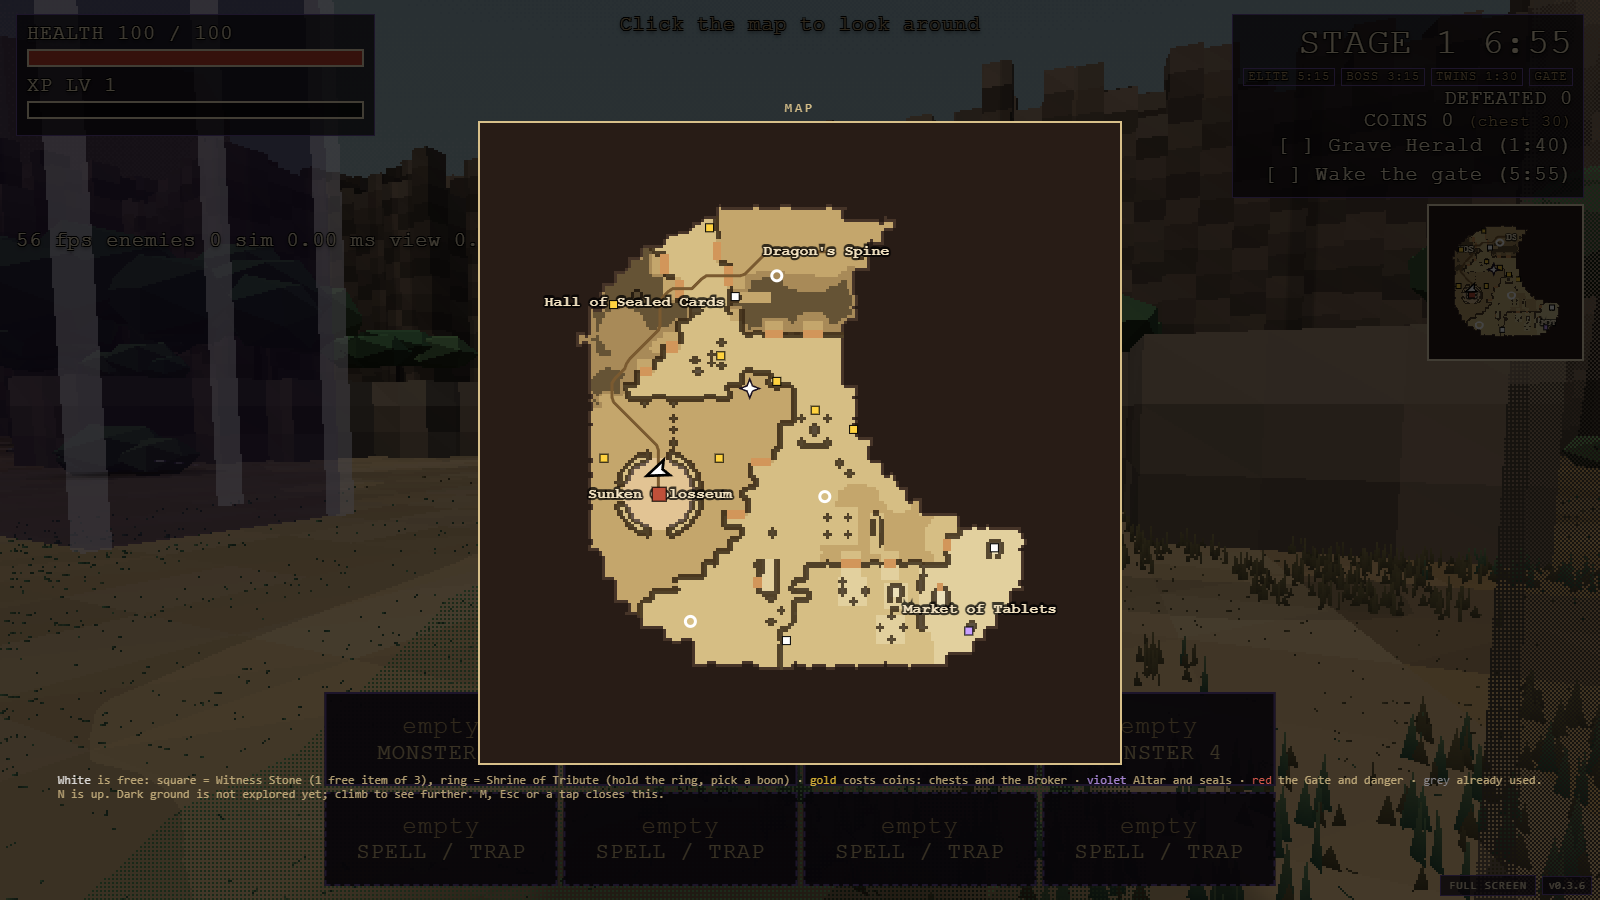 HEALTH 100 / 100
XP LV 1
Click the map to look around
STAGE 1 6:55
ELITE 5:15 BOSS 3:15 TWINS 1:30 GATE
DEFEATED 0
COINS 0 (chest 30)
[ ] Grave Herald (1:40)
[ ] Wake the gate (5:55)
56 fps enemies 0 sim 0.00 ms view 0.
MAP
Dragon's Spine
Hall of Sealed Cards
Sunken
Market of Tablets
empty
MONSTER
empty
NSTER 4
White is free: square = Witness Stone (1 free item of 3), ring = Shrine of Tribute (hold the ring, pick a boon) · gold costs coins: chests and the Broker · violet Altar and seals · red the Gate and danger · grey already used.
N is up. Dark ground is not explored yet; climb to see further. M, Esc or a tap closes this.
empty
SPELL / TRAP
empty
SPELL / TRAP
empty
SPELL / TRAP
empty
SPELL / TRAP
FULL SCREEN
v0.3.6